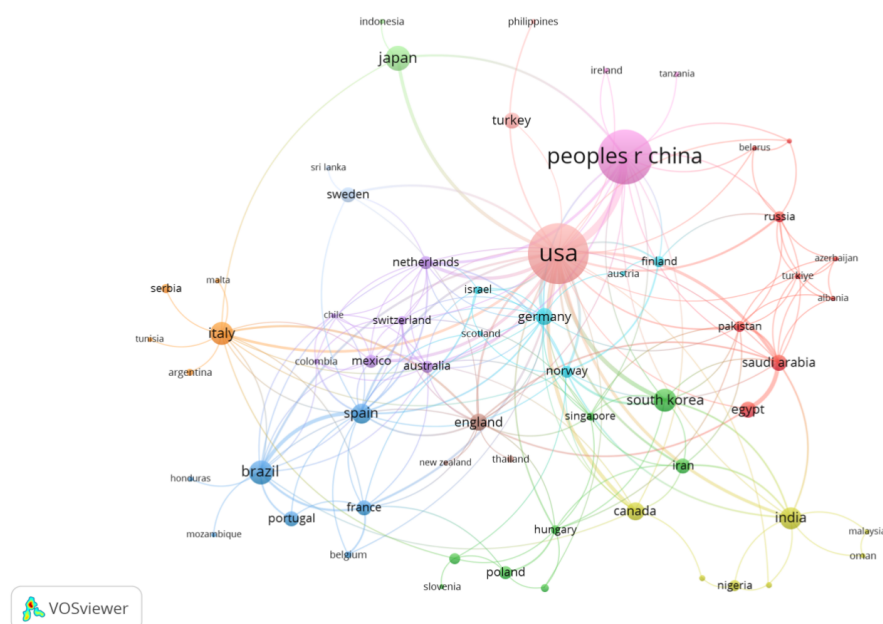 indonesia
philippines
japan
ireland
tanzania
turkey
peoples r china
belarus
sri lanka
sweden
russia
usa
netherlands
finland
azerbaijan
austria
turkiye
malta
serbia
israel
albania
chile
switzerland
germany
pakistan
italy
scotland
tunisia
colombia
mexico
australia
saudi arabia
argentina
norway
south korea
spain
singapore
egypt
england
new zealand
thailand
iran
brazil
honduras
france
portugal
canada
india
mozambique
hungary
malaysia
belgium
oman
poland
slovenia
nigeria
VOSviewer